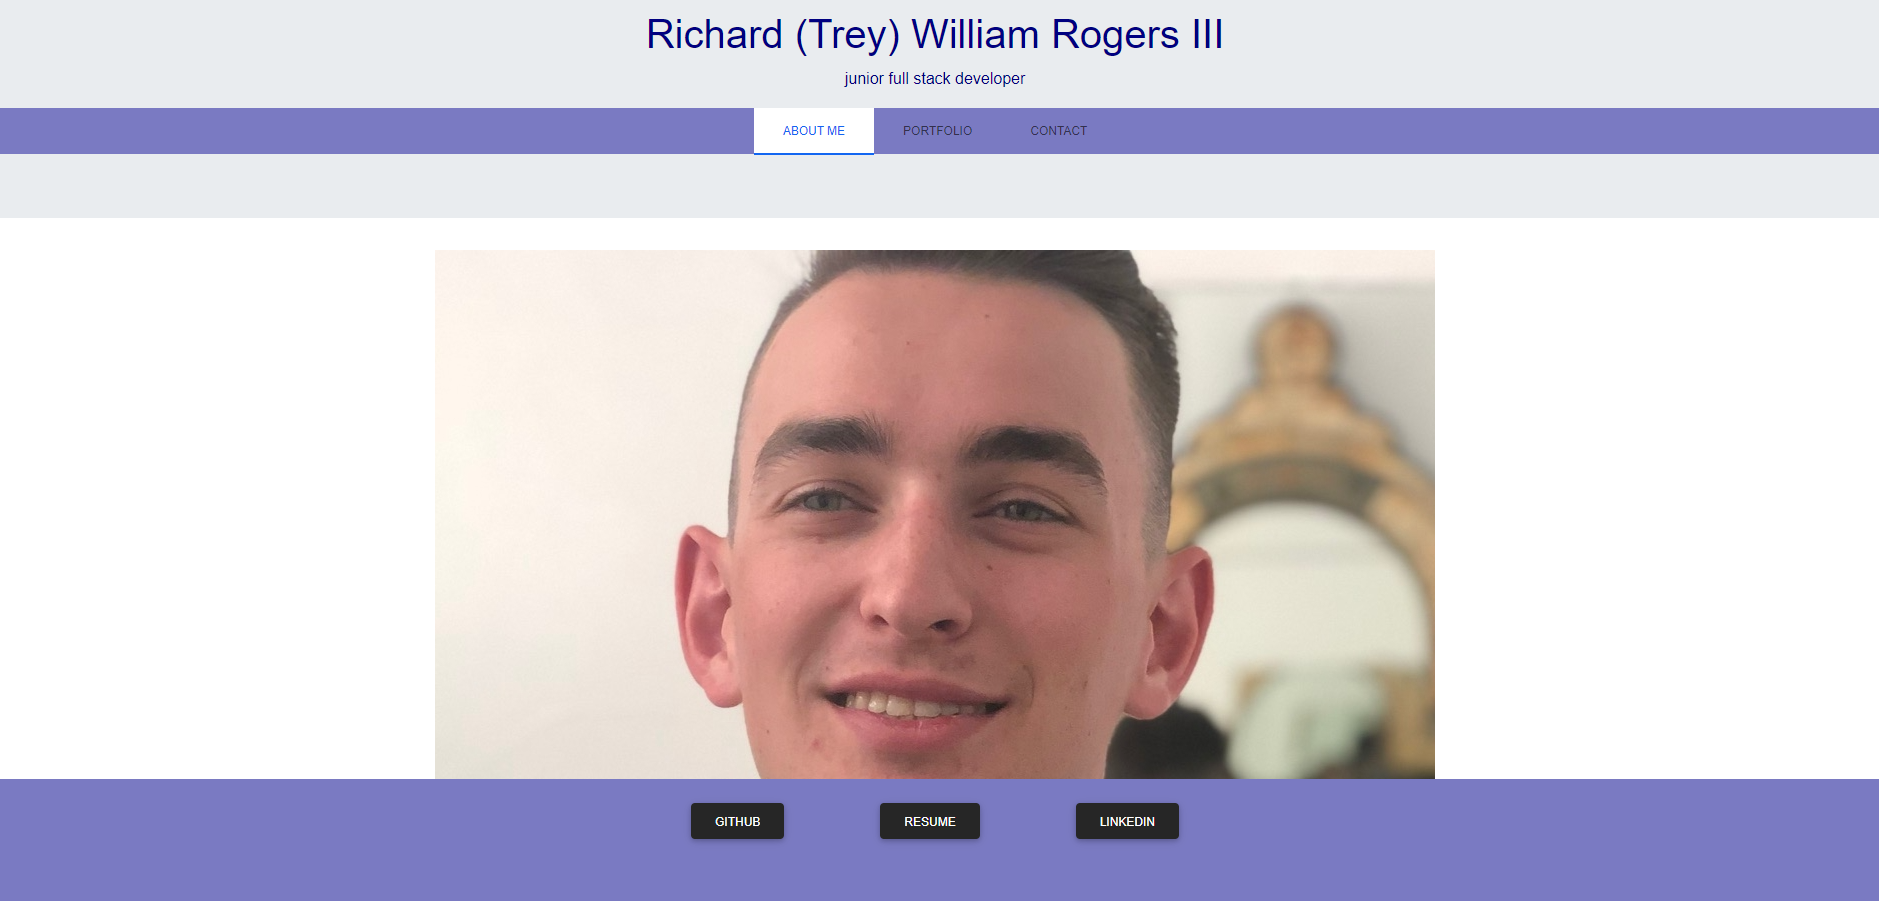 Richard (Trey) William Rogers III
junior full stack developer
ABOUT ME PORTFOLIO CONTACT
GITHUB RESUME LINKEDIN